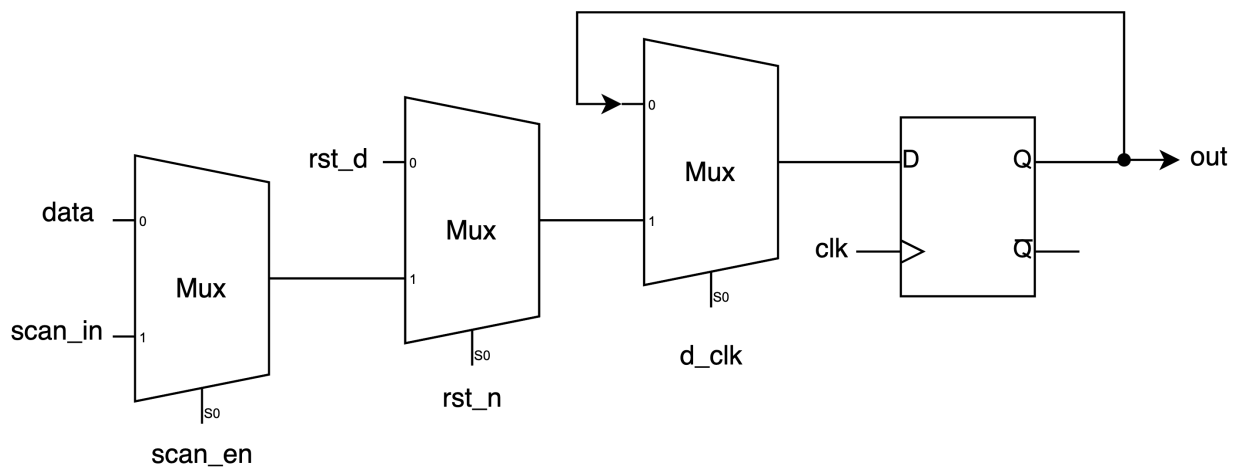 0
Mux
rst_d
0
D
Q
out
data
0
Mux
1
clk
Q̅
Mux
1
S0
scan_in
1
d_clk
S0
rst_n
S0
scan_en